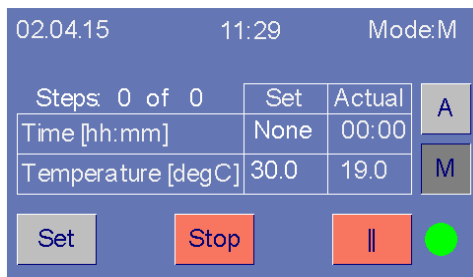 02.04.15 11:29 Mode:M
Steps: 0 of 0 Set Actual
A
Time [hh:mm] None 00:00
Temperature [degC] 30.0 19.0 M
Set Stop ||